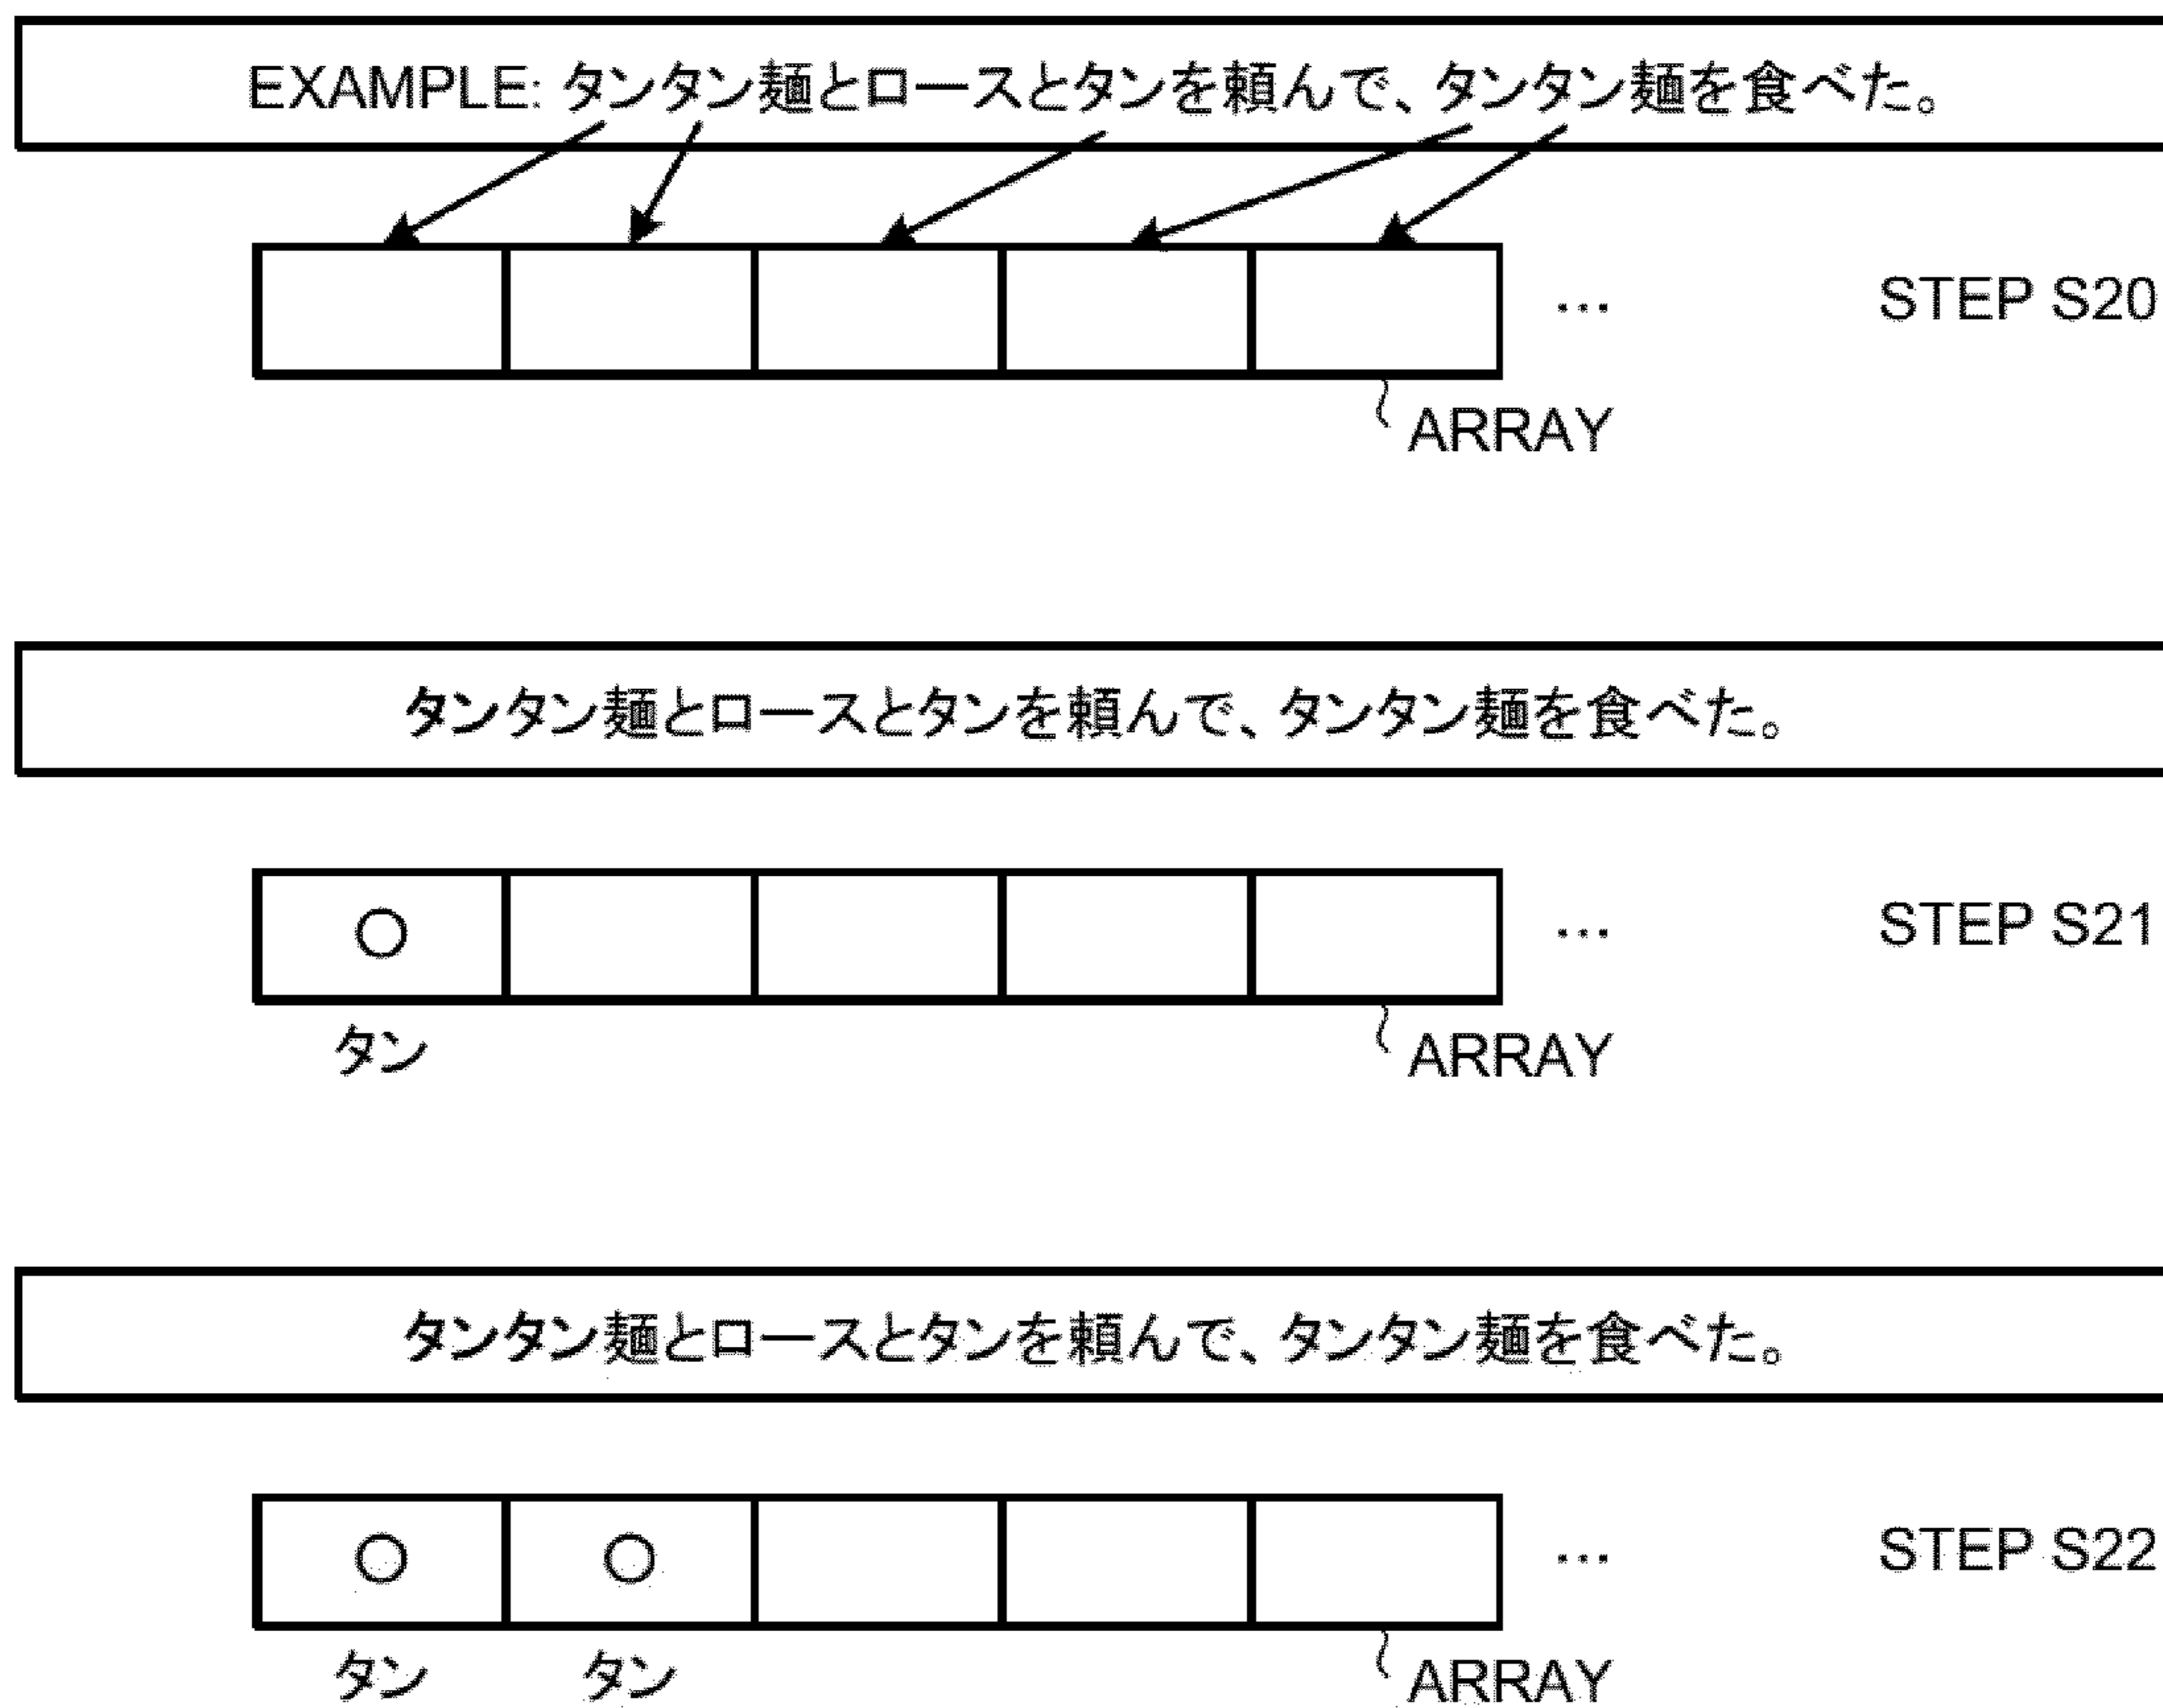 EXAMPLE: タンタン麺とロースとタンを頼んで、タンタン麺を食べた。
… STEP S20
ARRAY
タンタン麺とロースとタンを頼んで、タンタン麺を食べた。
○ … STEP S21
タン ARRAY
タンタン麺とロースとタンを頼んで、タンタン麺を食べた。
○ ○ … STEP S22
タン タン ARRAY